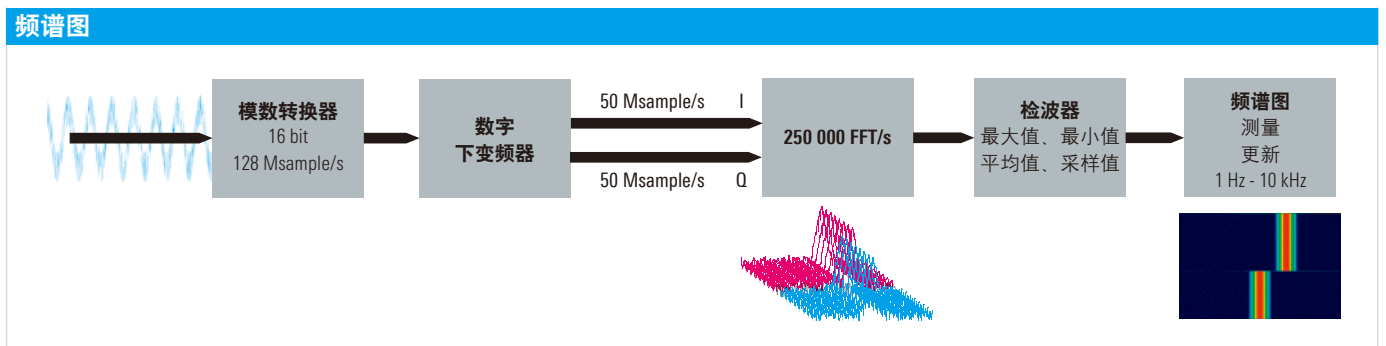 频谱图
模数转换器
16 bit
128 Msample/s
数字
下变频器
50 Msample/s I
50 Msample/s Q
250 000 FFT/s
检波器
最大值、最小值
平均值、采样值
频谱图
测量
更新
1 Hz - 10 kHz